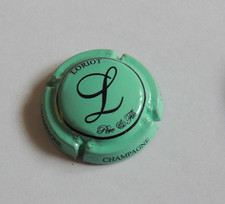 LORIOT
L
Père & Fils
CHAMPAGNE